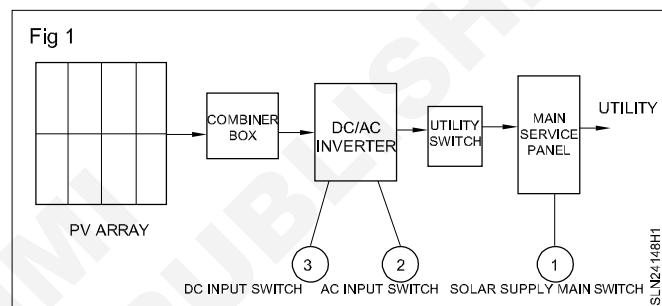 Fig 1
PV ARRAY
COMBINER
BOX
DC/AC
INVERTER
UTILITY
SWITCH
MAIN
SERVICE
PANEL
UTILITY
3
2
1
DC INPUT SWITCH
AC INPUT SWITCH
SOLAR SUPPLY MAIN SWITCH
SLN24148H1